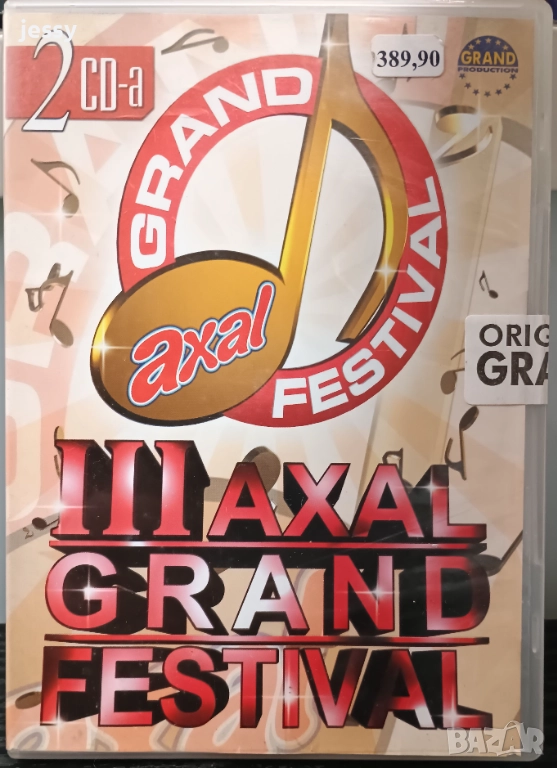 jessy
2 CD-a
389,90
GRAND
PRODUCTION
GRAND
FESTIVAL
axal
ORIG
GRA
III AXAL
GRAND
FESTIVAL
BAZAR